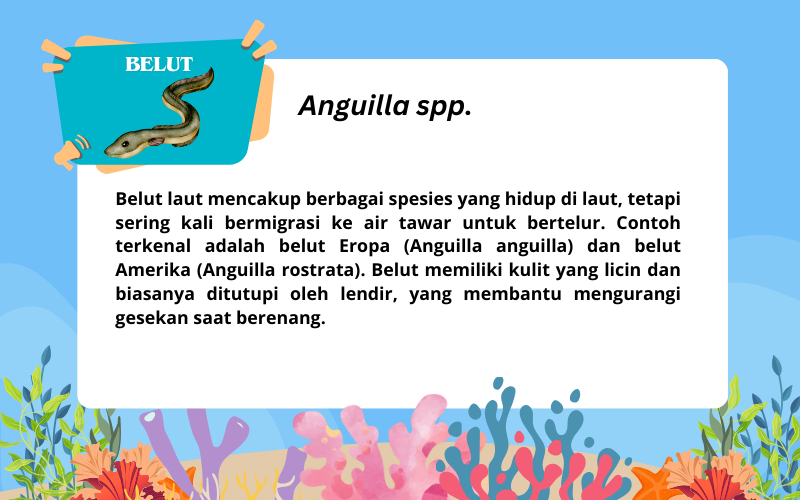 BELUT
Anguilla spp.
Belut laut mencakup berbagai spesies yang hidup di laut, tetapi
sering kali bermigrasi ke air tawar untuk bertelur. Contoh
terkenal adalah belut Eropa (Anguilla anguilla) dan belut
Amerika (Anguilla rostrata). Belut memiliki kulit yang licin dan
biasanya ditutupi oleh lendir, yang membantu mengurangi
gesekan saat berenang.